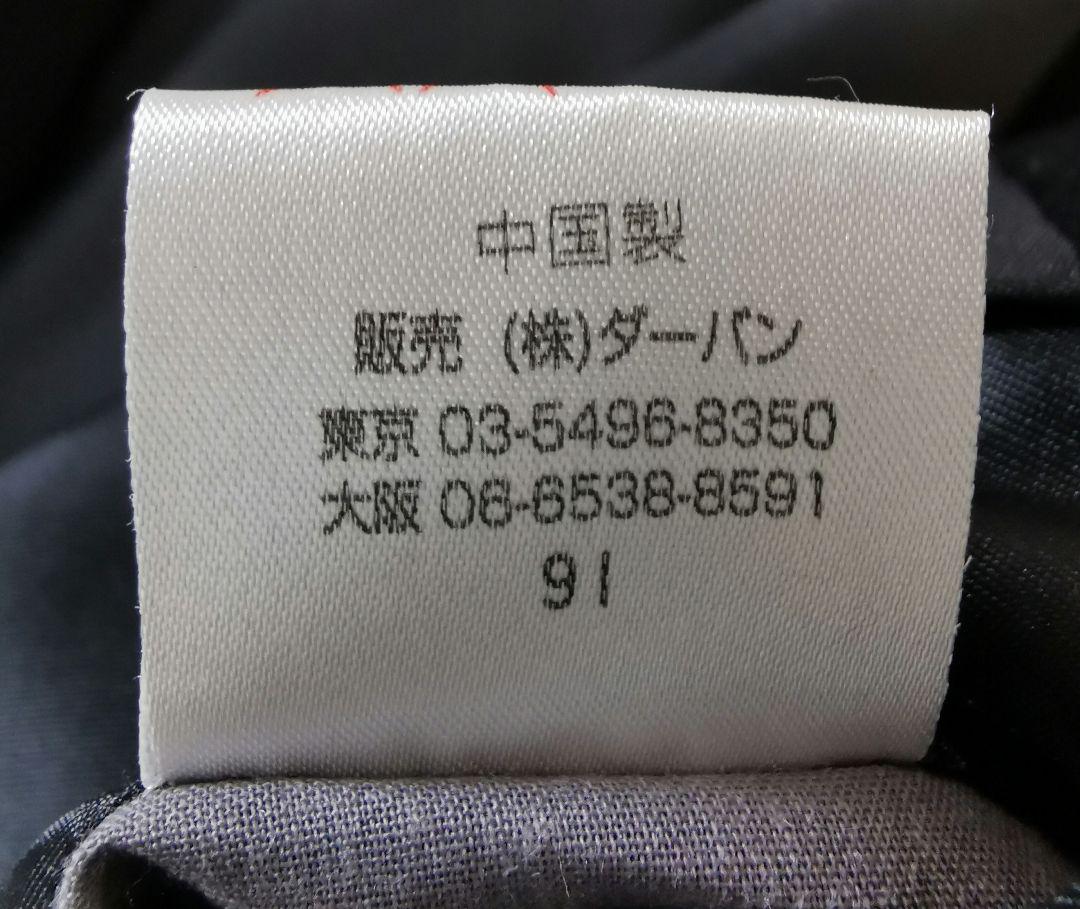 中国製
販売 (株)ダーバン
東京 03-5496-8350
大阪 06-6538-8591
91